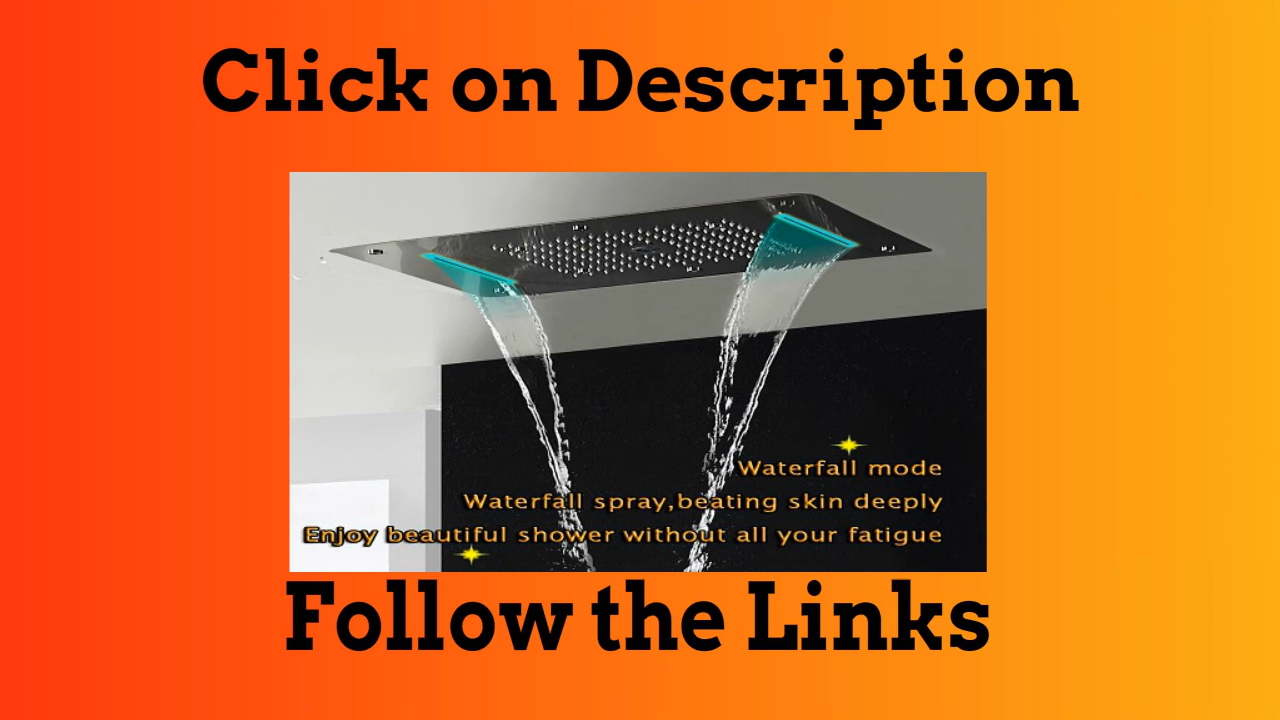 Click on Description
Waterfall mode
Waterfall spray,beating skin deeply
Enjoy beautiful shower without all your fatigue
Follow the Links